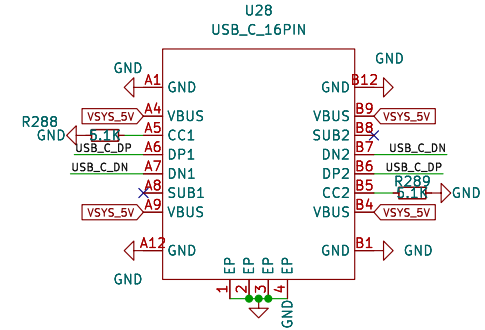 U28
USB_C_16PIN
GND
GND
A1
GND
GND
B12
VSYS_5V
A4
VBUS
VBUS
B9
VSYS_5V
R288
GND
5.1K
A5
CC1
SUB2
B8
USB_C_DP
A6
DP1
DN2
B7
USB_C_DN
USB_C_DN
A7
DN1
DP2
B6
USB_C_DP
A8
SUB1
CC2
B5
R289
5.1K
GND
VSYS_5V
A9
VBUS
VBUS
B4
VSYS_5V
A12
GND
GND
B1
GND
GND
EP
EP
EP
EP
1
2
3
4
GND